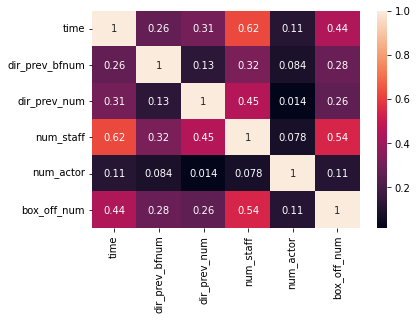 time 1 0.26 0.31 0.62 0.11 0.44
dir_prev_bfnum 0.26 1 0.13 0.32 0.084 0.28
dir_prev_num 0.31 0.13 1 0.45 0.014 0.26
num_staff 0.62 0.32 0.45 1 0.078 0.54
num_actor 0.11 0.084 0.014 0.078 1 0.11
box_off_num 0.44 0.28 0.26 0.54 0.11 1
time
dir_prev_bfnum
dir_prev_num
num_staff
num_actor
box_off_num
1.0
0.8
0.6
0.4
0.2